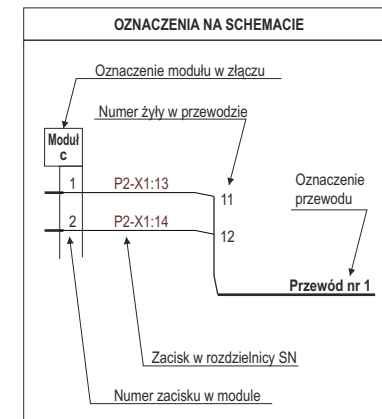 OZNACZENIA NA SCHEMACIE
Oznaczenie modułu w złączu
Numer żyły w przewodzie
Moduł
c
1 P2-X1:13
11
Oznaczenie
przewodu
2 P2-X1:14
12
Przewód nr 1
Zacisk w rozdzielnicy SN
Numer zacisku w module